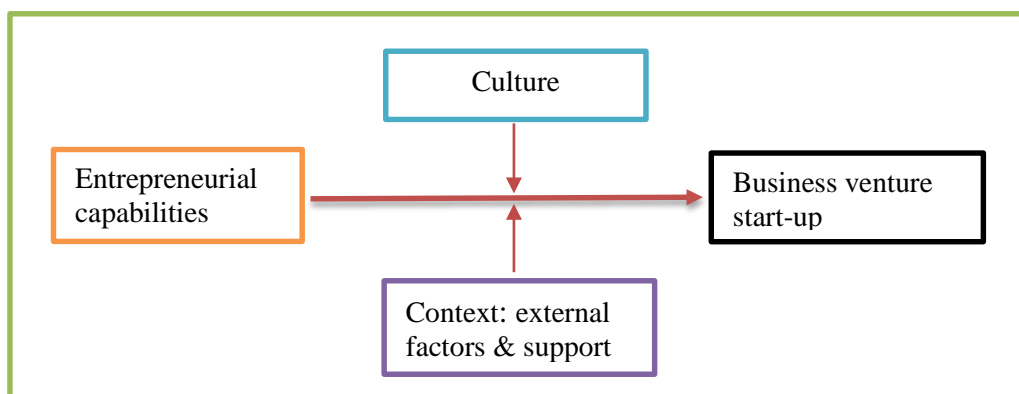 Culture
Entrepreneurial
capabilities
Business venture
start-up
Context: external
factors & support